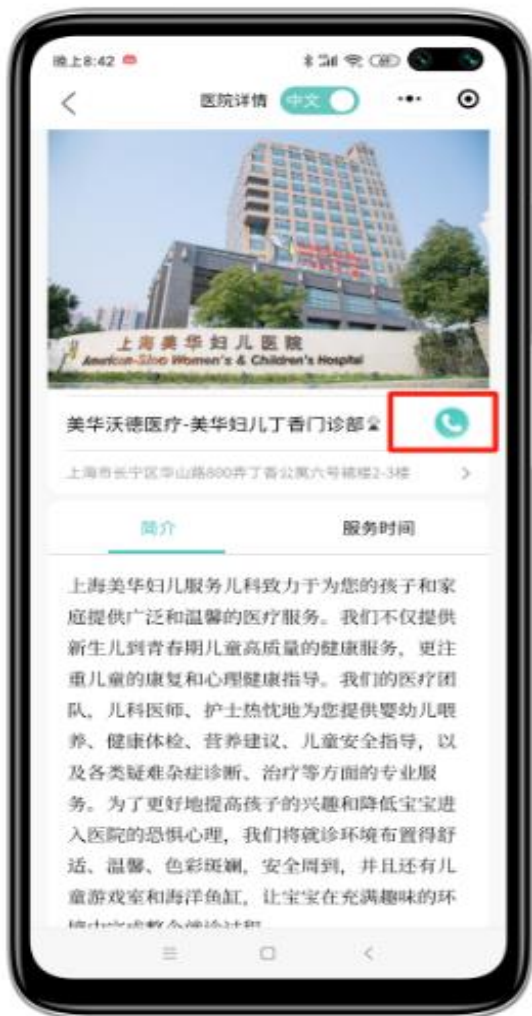 晚上8:42
医院详情 中文
上海美华妇儿医院
American-Sino Women's & Children's Hospital
美华沃德医疗-美华妇儿丁香门诊部
上海市长宁区华山路800弄丁香公寓六号裙楼2-3楼
简介 服务时间
上海美华妇儿服务儿科致力于为您的孩子和家
庭提供广泛和温馨的医疗服务。我们不仅提供
新生儿到青春期儿童高质量的健康服务，更注
重儿童的康复和心理健康指导。我们的医疗团
队，儿科医师、护士热忱地为您提供婴幼儿喂
养、健康体检、营养建议、儿童安全指导，以
及各类疑难杂症诊断、治疗等方面的专业服
务。为了更好地提高孩子的兴趣和降低宝宝进
入医院的恐惧心理，我们将就诊环境布置得舒
适、温馨、色彩斑斓，安全周到，并且还有儿
童游戏室和海洋鱼缸，让宝宝在充满趣味的环